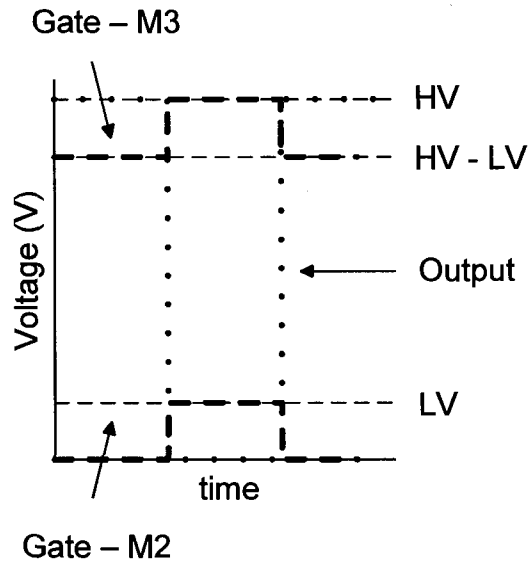 Gate – M3
HV
HV - LV
Voltage (V)
Output
LV
time
Gate – M2